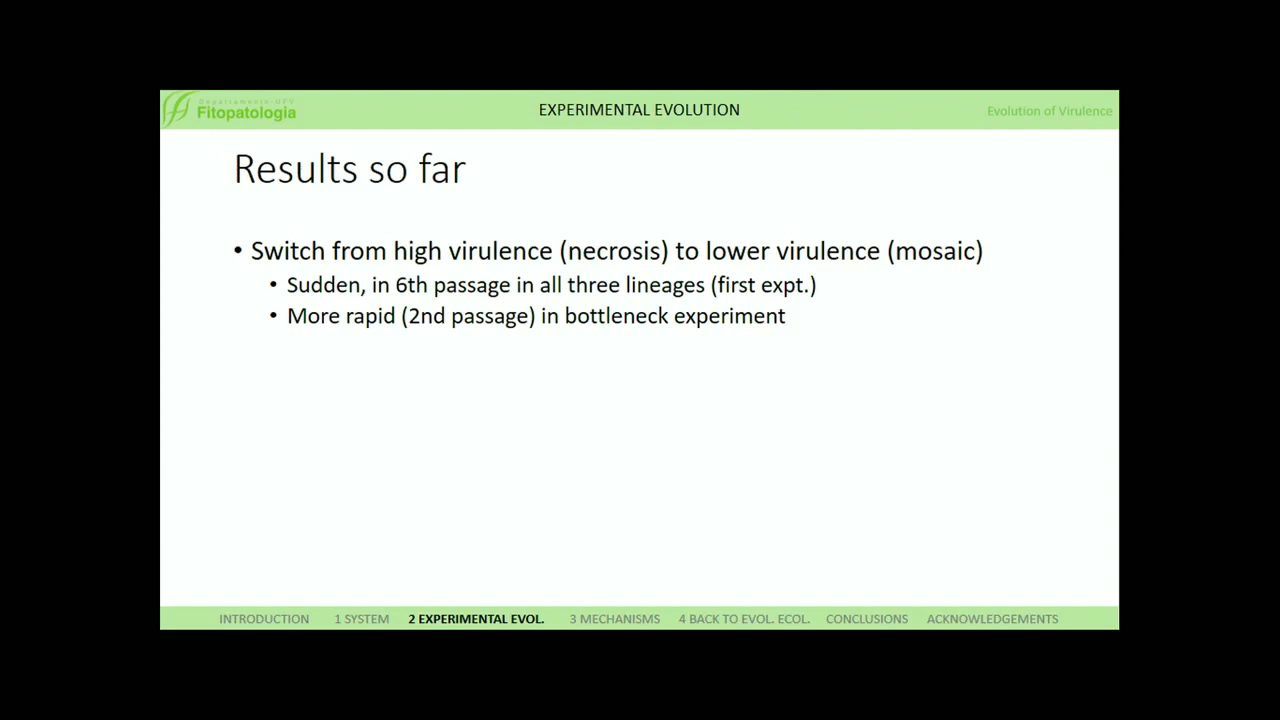 Departamento UFV
Fitopatologia
EXPERIMENTAL EVOLUTION
Evolution of Virulence
Results so far
• Switch from high virulence (necrosis) to lower virulence (mosaic)
• Sudden, in 6th passage in all three lineages (first expt.)
• More rapid (2nd passage) in bottleneck experiment
INTRODUCTION 1 SYSTEM 2 EXPERIMENTAL EVOL. 3 MECHANISMS 4 BACK TO EVOL. ECOL. CONCLUSIONS ACKNOWLEDGEMENTS